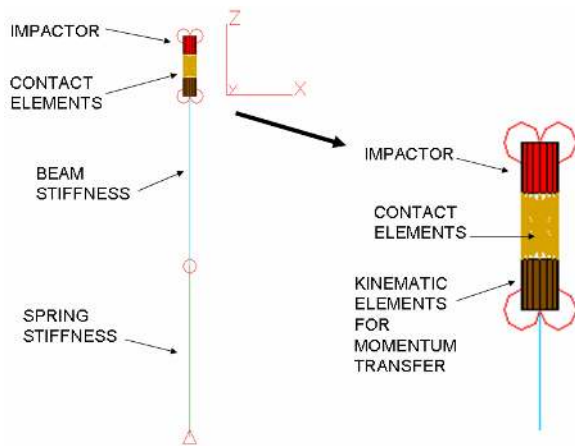 IMPACTOR
CONTACT
ELEMENTS
BEAM
STIFFNESS
SPRING
STIFFNESS
Z
Y
X
IMPACTOR
CONTACT
ELEMENTS
KINEMATIC
ELEMENTS
FOR
MOMENTUM
TRANSFER